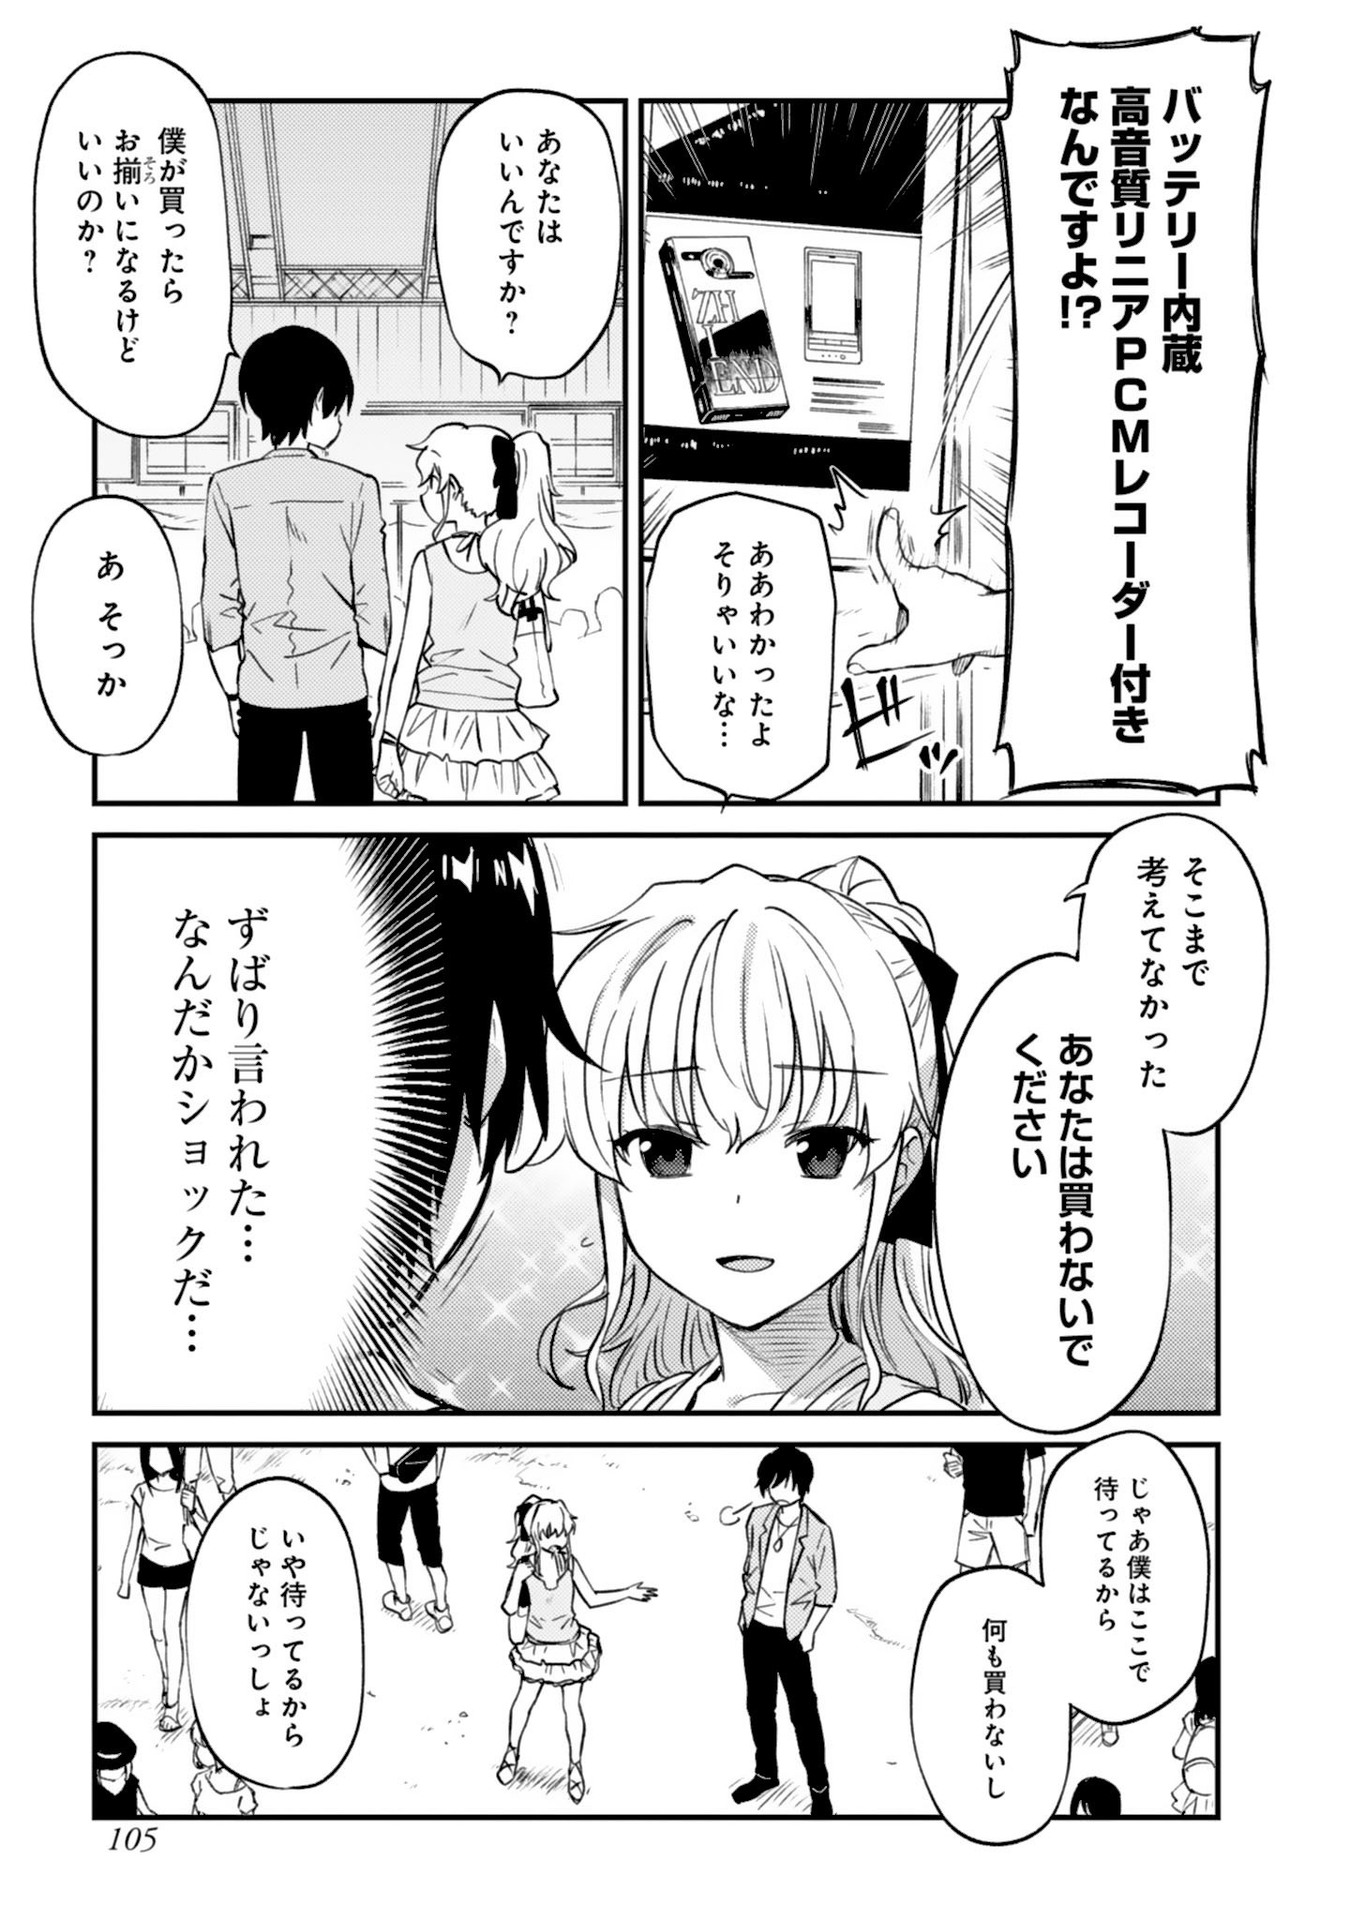 バッテリー内蔵
高音質リニアPCMレコーダー付き
なんですよ!?
ZAH
I
END
ああわかったよ
そりゃいいな…
ビッ
あなたは
いいんですか?
僕が買ったら
お揃いになるけど
そろ
いいのか?
あ そっか
そこまで
考えてなかった
あなたは買わないで
ください
ずばり言われた…
なんだかショックだ…
じゃあ僕はここで
待ってるから
何も買わないし
いや待ってるから
じゃないっしょ
105